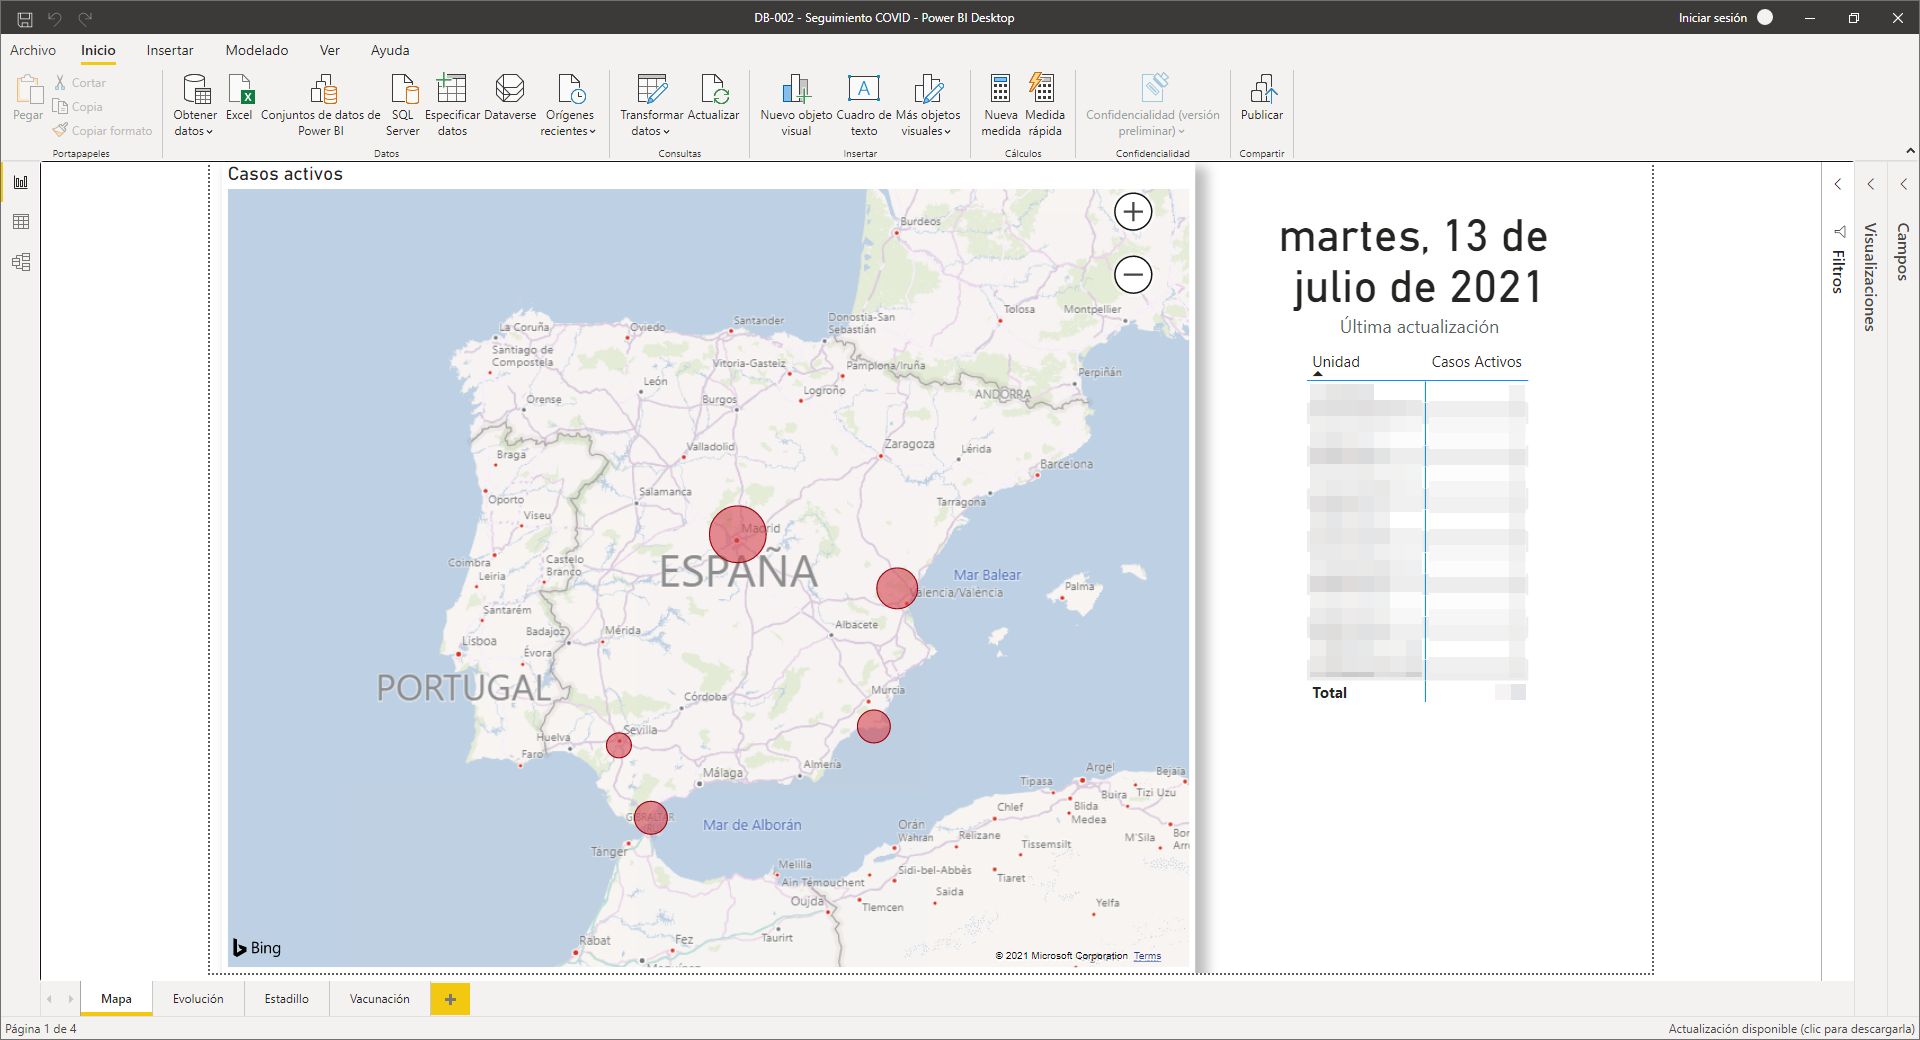 DB-002 - Seguimiento COVID - Power BI Desktop
Iniciar sesión
Archivo
Inicio
Insertar
Modelado
Ver
Ayuda
Pegar
Cortar
Copia
Copiar formato
Portapapeles
Obtener
datos
Excel
Conjuntos de datos de
Power BI
SQL
Server
Especificar
datos
Dataverse
Orígenes
recientes
Datos
Transformar
datos
Actualizar
Consultas
Nuevo objeto
visual
A
Cuadro de
texto
Más objetos
visuales
Insertar
Nueva
medida
Medida
rápida
Cálculos
Confidencialidad (versión
preliminar)
Confidencialidad
Publicar
Compartir
Casos activos
Burdeos
Tolosa
Montpellier
La Coruña
Oviedo
Santander
Donostia-San
Sebastián
Santiago de
Compostela
Vitoria-Gasteiz
Pamplona/Iruña
Perpiñán
León
Logroño
ANDORRA
Orense
Burgos
Braga
Valladolid
Zaragoza
Lérida
Barcelona
Oporto
Salamanca
Tarragona
Viseu
Madrid
Coimbra
Castelo
Branco
ESPAÑA
Mar Balear
Leiria
Valencia/València
Palma
Santarém
Badajoz
Mérida
Albacete
Lisboa
Évora
PORTUGAL
Córdoba
Murcia
Huelva
Sevilla
Faro
Málaga
Almería
GIBRALTAR
Mar de Alborán
Tánger
Melilla
Argel
Bejaïa
Tipasa
Buira
Tizi Uzu
Chlef
Blida
Medea
Orán
Wahran
Relizane
M'Sila
Bor
Arr
Tissemsilt
Sidi-bel-Abbès
Tiaret
Ain Témouchent
Saida
Oujda
Tlemcen
Yelfa
Rabat
Fez
Taurirt
Bing
© 2021 Microsoft Corporation
Terms
martes, 13 de
julio de 2021
Última actualización
Unidad
Casos Activos
Total
Filtros
Visualizaciones
Campos
Mapa
Evolución
Estadillo
Vacunación
+
Página 1 de 4
Actualización disponible (clic para descargarla)